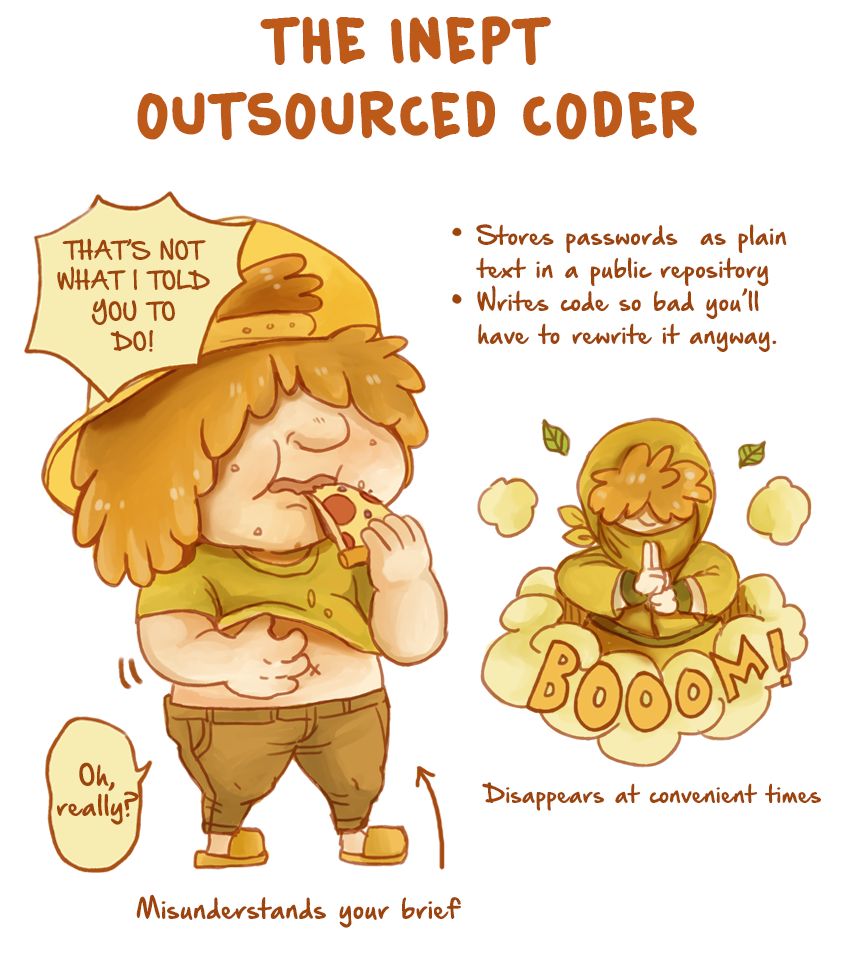 THE INEPT
OUTSOURCED CODER
THAT'S NOT
WHAT I TOLD
YOU TO
DO!
• Stores passwords as plain
text in a public repository
• Writes code so bad you'll
have to rewrite it anyway.
BOOOM!
Disappears at convenient times
Oh,
really?
Misunderstands your brief